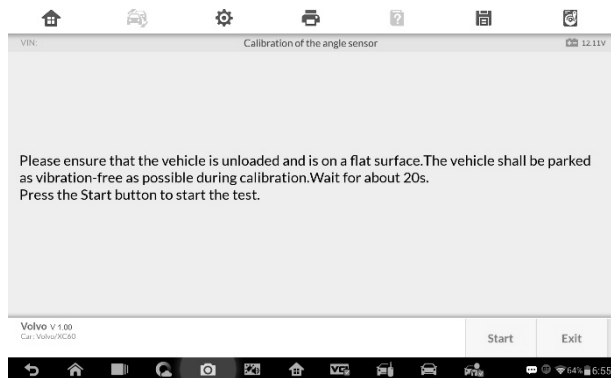 VIN:
Calibration of the angle sensor
12.11V
Please ensure that the vehicle is unloaded and is on a flat surface.The vehicle shall be parked
as vibration-free as possible during calibration.Wait for about 20s.
Press the Start button to start the test.
Volvo V 1.00
Car: Volvo/XC60
Start
Exit
VCI
64% 6:55